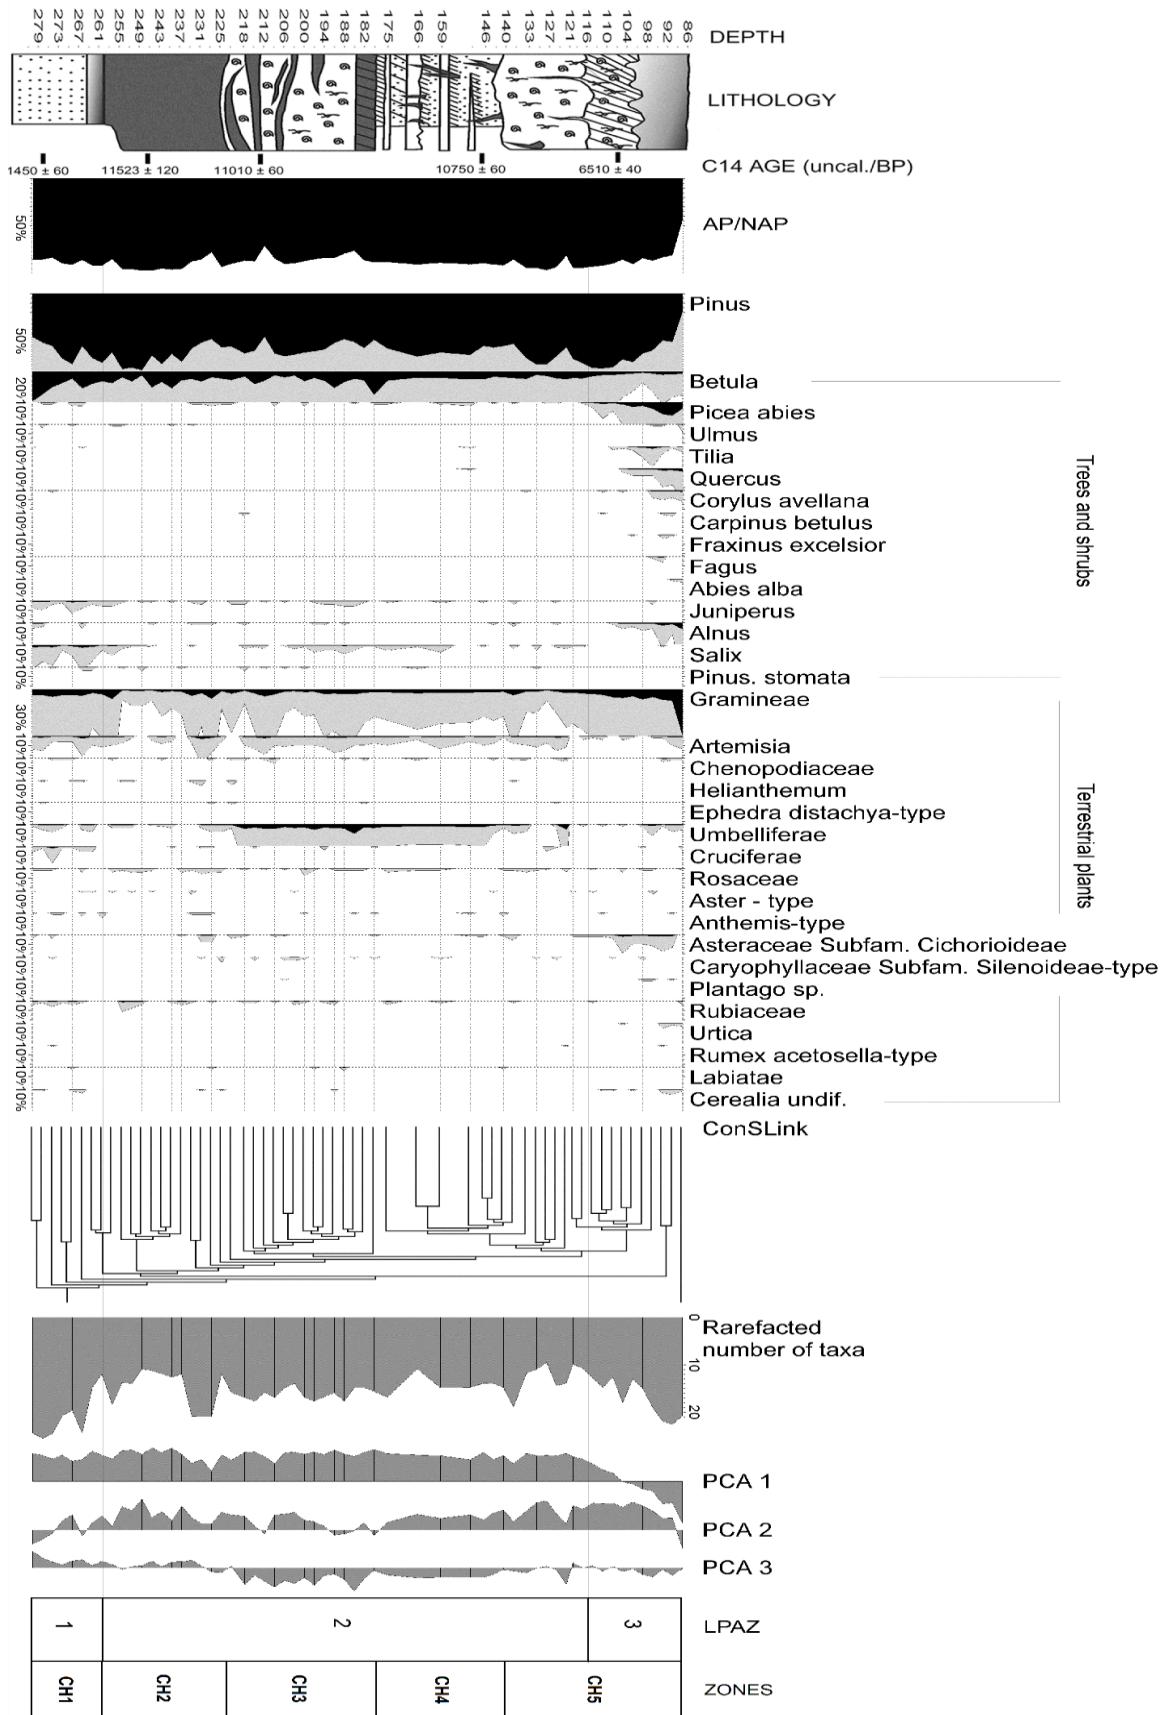 279 273 267 261 255 249 243 237 231 225 218 212 206 200 194 188 182 175 166 159 146 140 133 127 121 116 110 104 98 92 86
DEPTH
LITHOLOGY
1450 ± 60 11523 ± 120 11010 ± 60 10750 ± 60 6510 ± 40
C14 AGE (uncal./BP)
50%
AP/NAP
Pinus
50%
Betula
20%
Picea abies
Ulmus
Tilia
Quercus
Corylus avellana
Carpinus betulus
Fraxinus excelsior
Fagus
Abies alba
Juniperus
Alnus
Salix
Pinus. stomata
Trees and shrubs
Gramineae
30%
Artemisia
Chenopodiaceae
Helianthemum
Ephedra distachya-type
Umbelliferae
Cruciferae
Rosaceae
Aster - type
Anthemis-type
Asteraceae Subfam. Cichorioideae
Caryophyllaceae Subfam. Silenoideae-type
Plantago sp.
Rubiaceae
Urtica
Rumex acetosella-type
Labiatae
Cerealia undif.
10%
Terrestrial plants
ConSLink
0
10
20
Rarefacted
number of taxa
PCA 1
PCA 2
PCA 3
1 2 3
LPAZ
CH1 CH2 CH3 CH4 CH5
ZONES